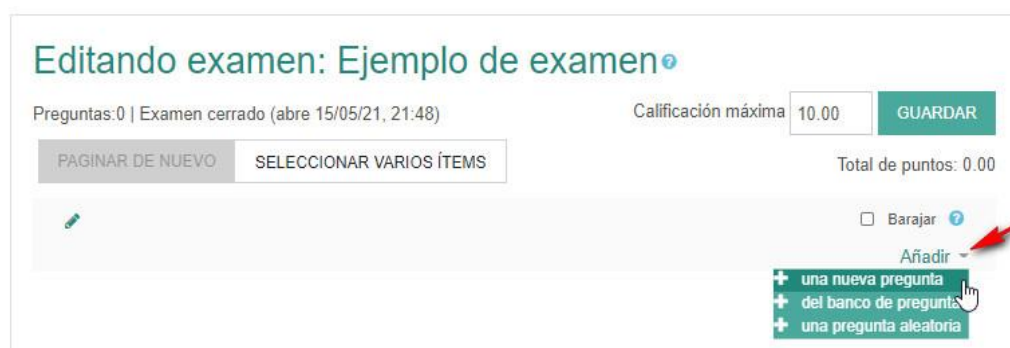 Editando examen: Ejemplo de examen
Preguntas:0 | Examen cerrado (abre 15/05/21, 21:48)
Calificación máxima 10.00 GUARDAR
PAGINAR DE NUEVO SELECCIONAR VARIOS ÍTEMS
Total de puntos: 0.00
Barajar
Añadir
una nueva pregunta
del banco de pregunta
una pregunta aleatoria